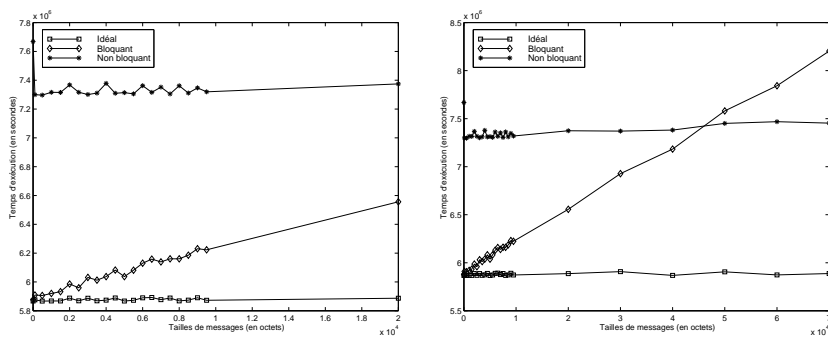 x 10^6
7.8
7.6
7.4
7.2
7
6.8
6.6
6.4
6.2
6
5.8
Temps d'exécution (en secondes)
Idéal
Bloquant
Non bloquant
0 0.2 0.4 0.6 0.8 1 1.2 1.4 1.6 1.8 2
Tailles de messages (en octets)
x 10^4
x 10^6
8.5
8
7.5
7
6.5
6
5.5
Temps d'exécution (en secondes)
Idéal
Bloquant
Non bloquant
0 1 2 3 4 5 6 7
Tailles de messages (en octets)
x 10^4